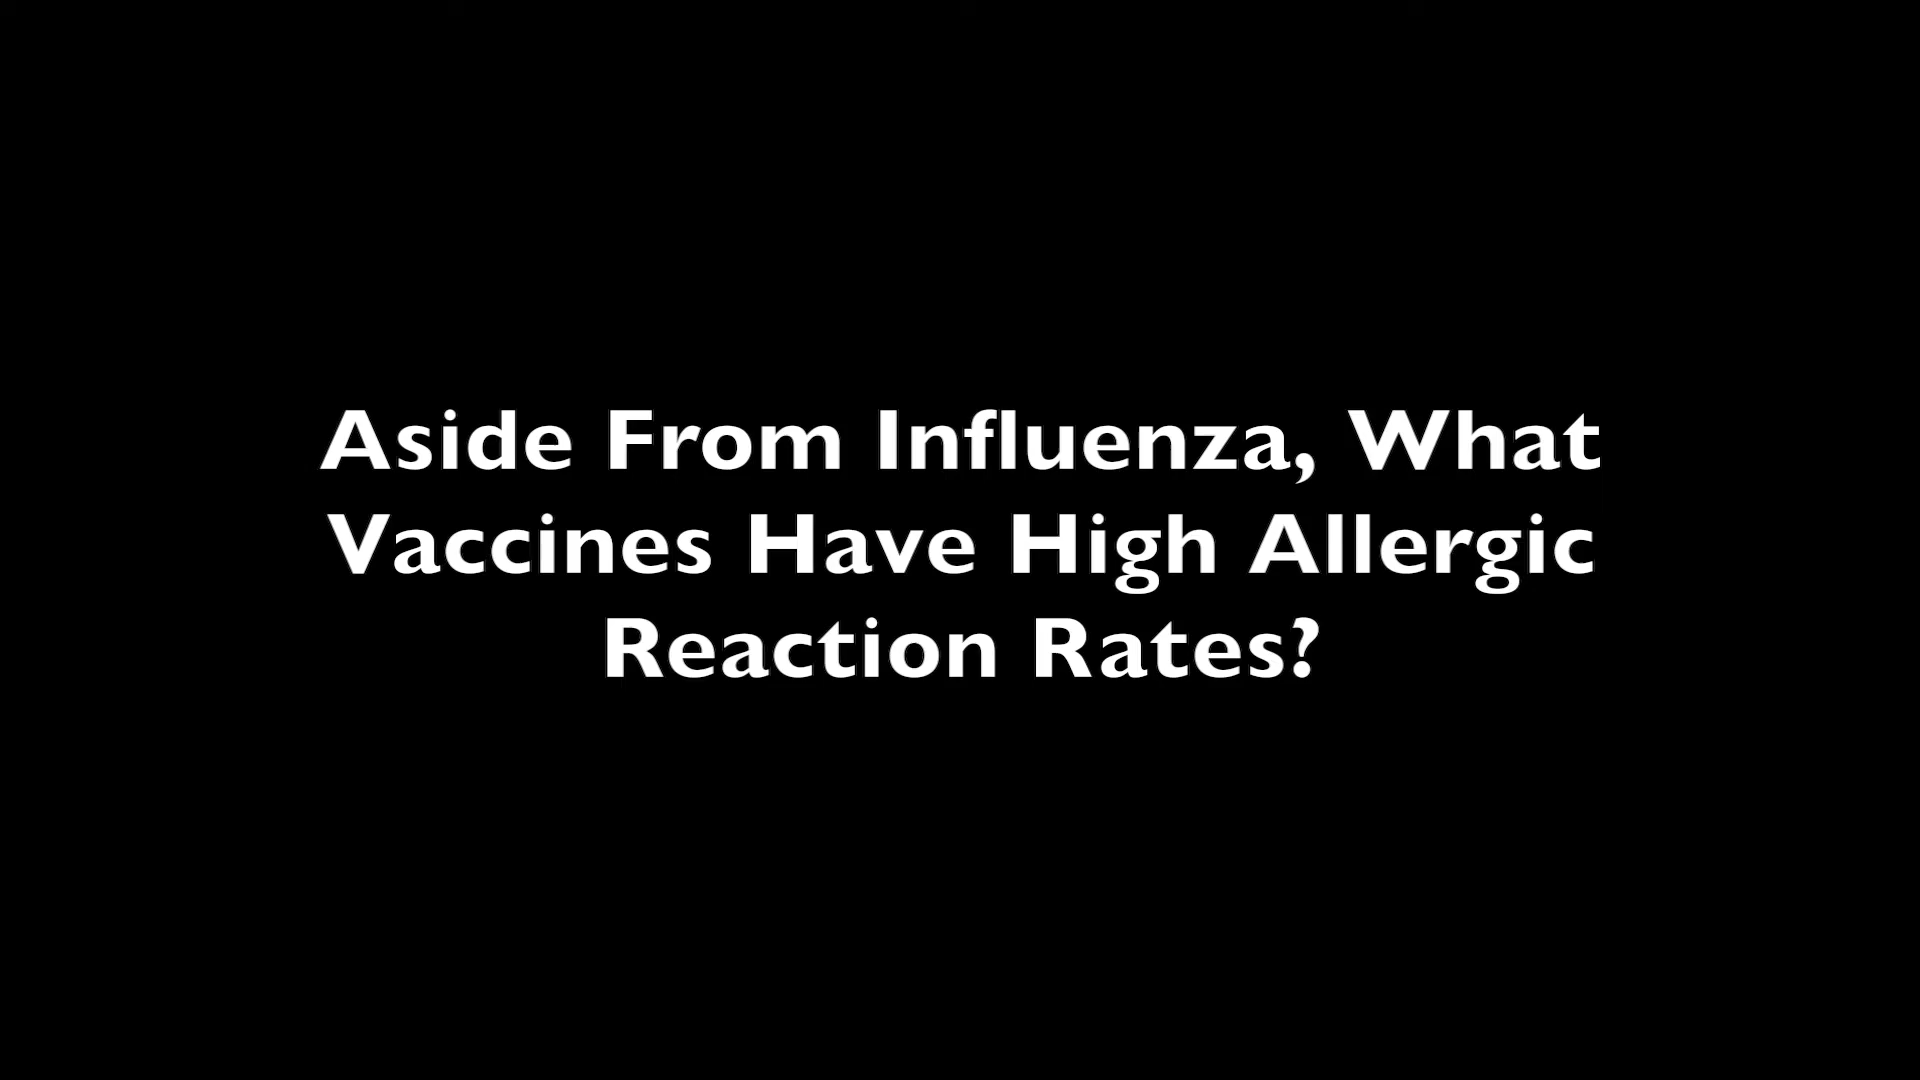 Aside From Influenza, What
Vaccines Have High Allergic
Reaction Rates?